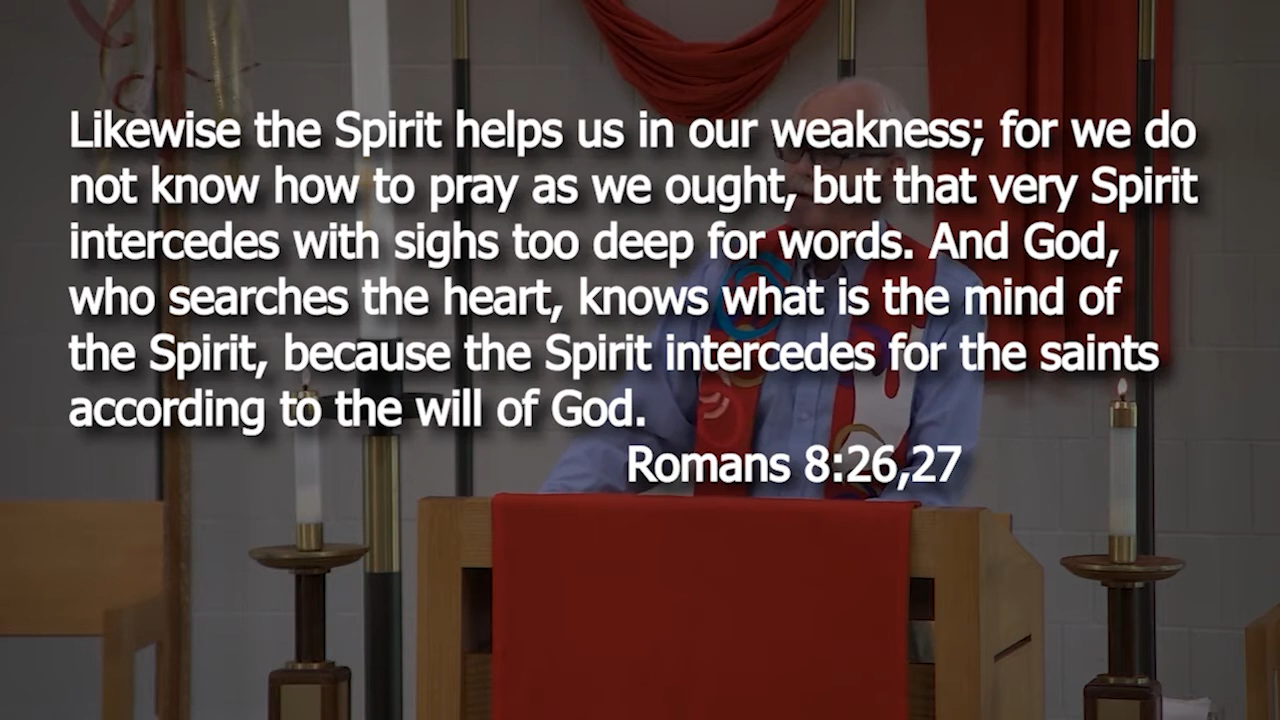 Likewise the Spirit helps us in our weakness; for we do
not know how to pray as we ought, but that very Spirit
intercedes with sighs too deep for words. And God,
who searches the heart, knows what is the mind of
the Spirit, because the Spirit intercedes for the saints
according to the will of God.
Romans 8:26,27